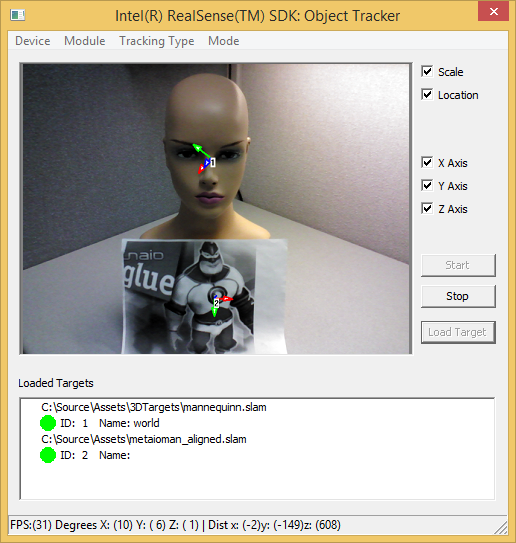 Intel(R) RealSense(TM) SDK: Object Tracker
Device Module Tracking Type Mode
Scale
Location
1
X Axis
Y Axis
Z Axis
naio
glue
2
Start
Stop
Load Target
Loaded Targets
C:\Source\Assets\3DTargets\mannequinn.slam
ID: 1 Name: world
C:\Source\Assets\metaioman_aligned.slam
ID: 2 Name:
FPS:(31) Degrees X: (10) Y: ( 6) Z: ( 1) | Dist x: (-2)y: (-149)z: (608)